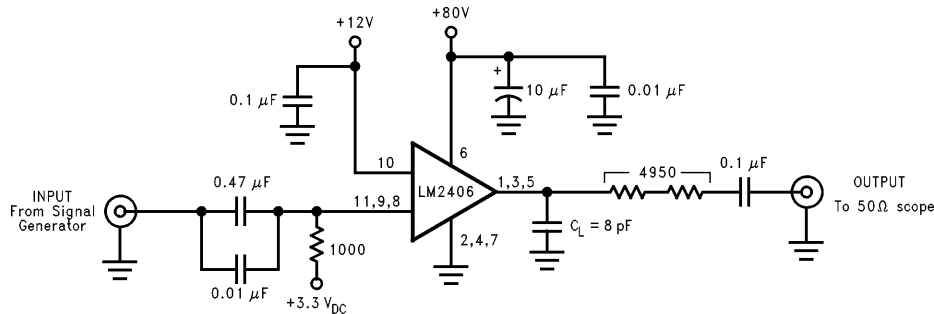 +12V
+80V
0.1 μF
+
10 μF
0.01 μF
10
6
LM2406
1,3,5
4950
0.1 μF
INPUT
From Signal
Generator
0.47 μF
11,9,8
OUTPUT
To 50Ω scope
2,4,7
C_L = 8 pF
1000
0.01 μF
+3.3 V_DC